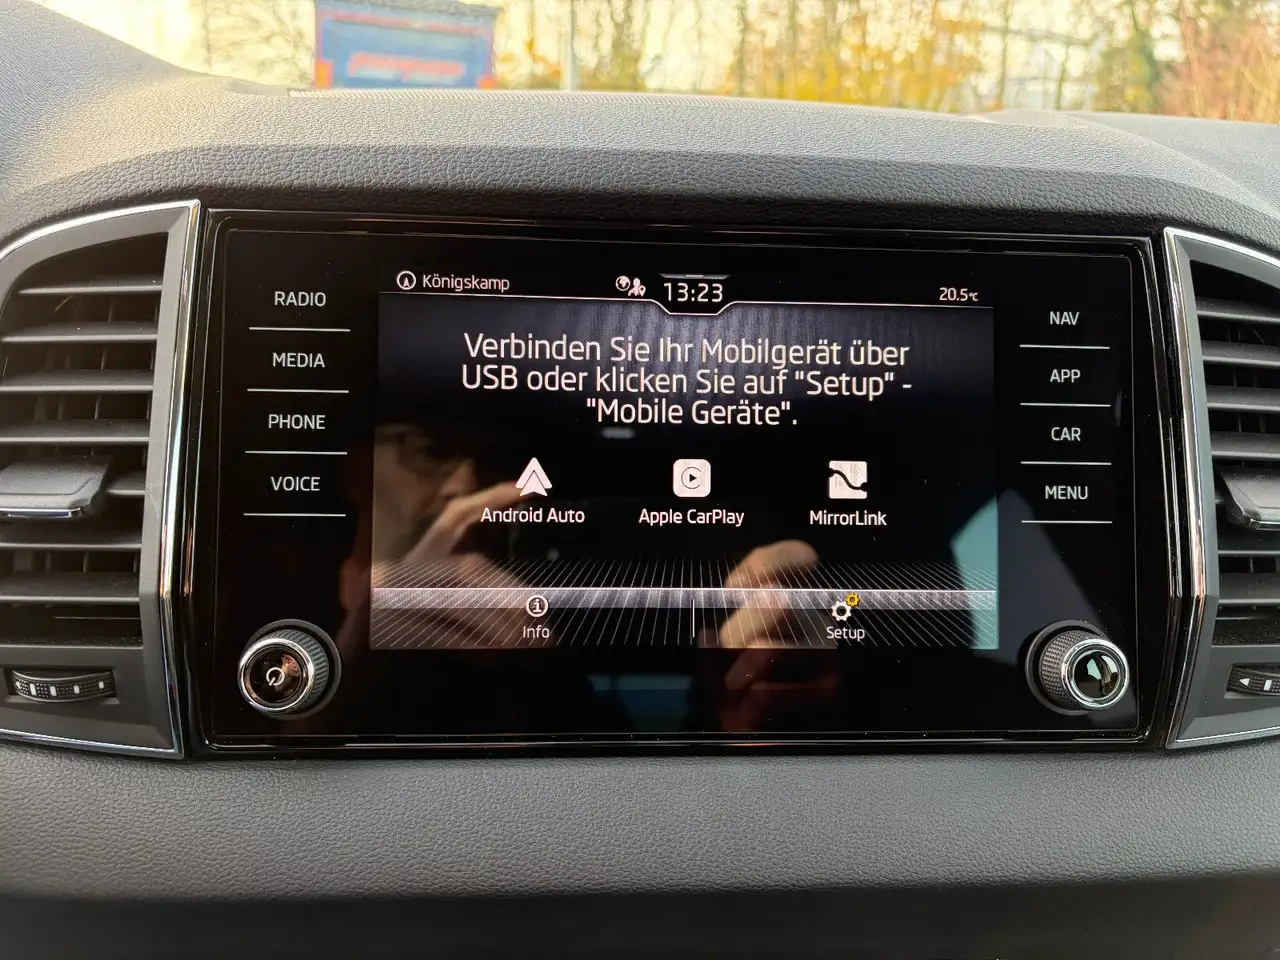 Königskamp
13:23
20.5°C
RADIO
MEDIA
PHONE
VOICE
Verbinden Sie Ihr Mobilgerät über
USB oder klicken Sie auf "Setup" -
"Mobile Geräte".
Android Auto
Apple CarPlay
MirrorLink
Info
Setup
NAV
APP
CAR
MENU